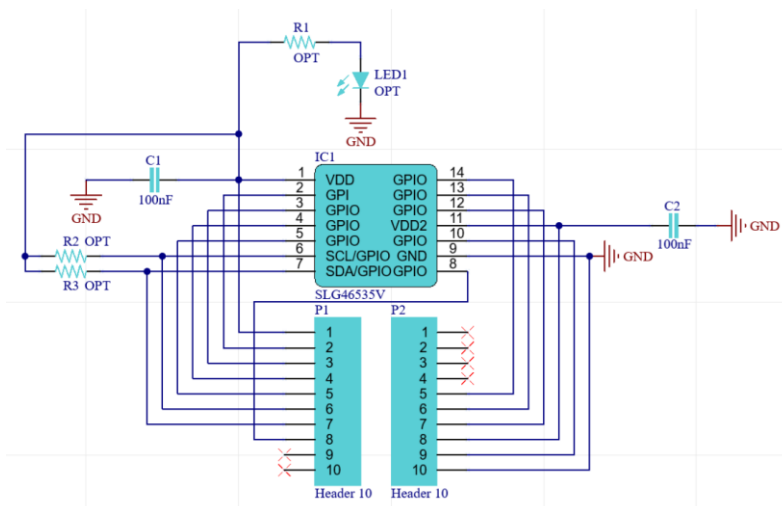 R1
OPT
LED1
OPT
GND
C1
100nF
GND
IC1
1 VDD GPIO 14
2 GPI GPIO 13
3 GPIO GPIO 12
4 GPIO VDD2 11
5 GPIO GPIO 10
6 SCL/GPIO GND 9
7 SDA/GPIO GPIO 8
SLG46535V
C2
100nF
GND
GND
R2 OPT
R3 OPT
P1
1
2
3
4
5
6
7
8
9
10
Header 10
P2
1
2
3
4
5
6
7
8
9
10
Header 10